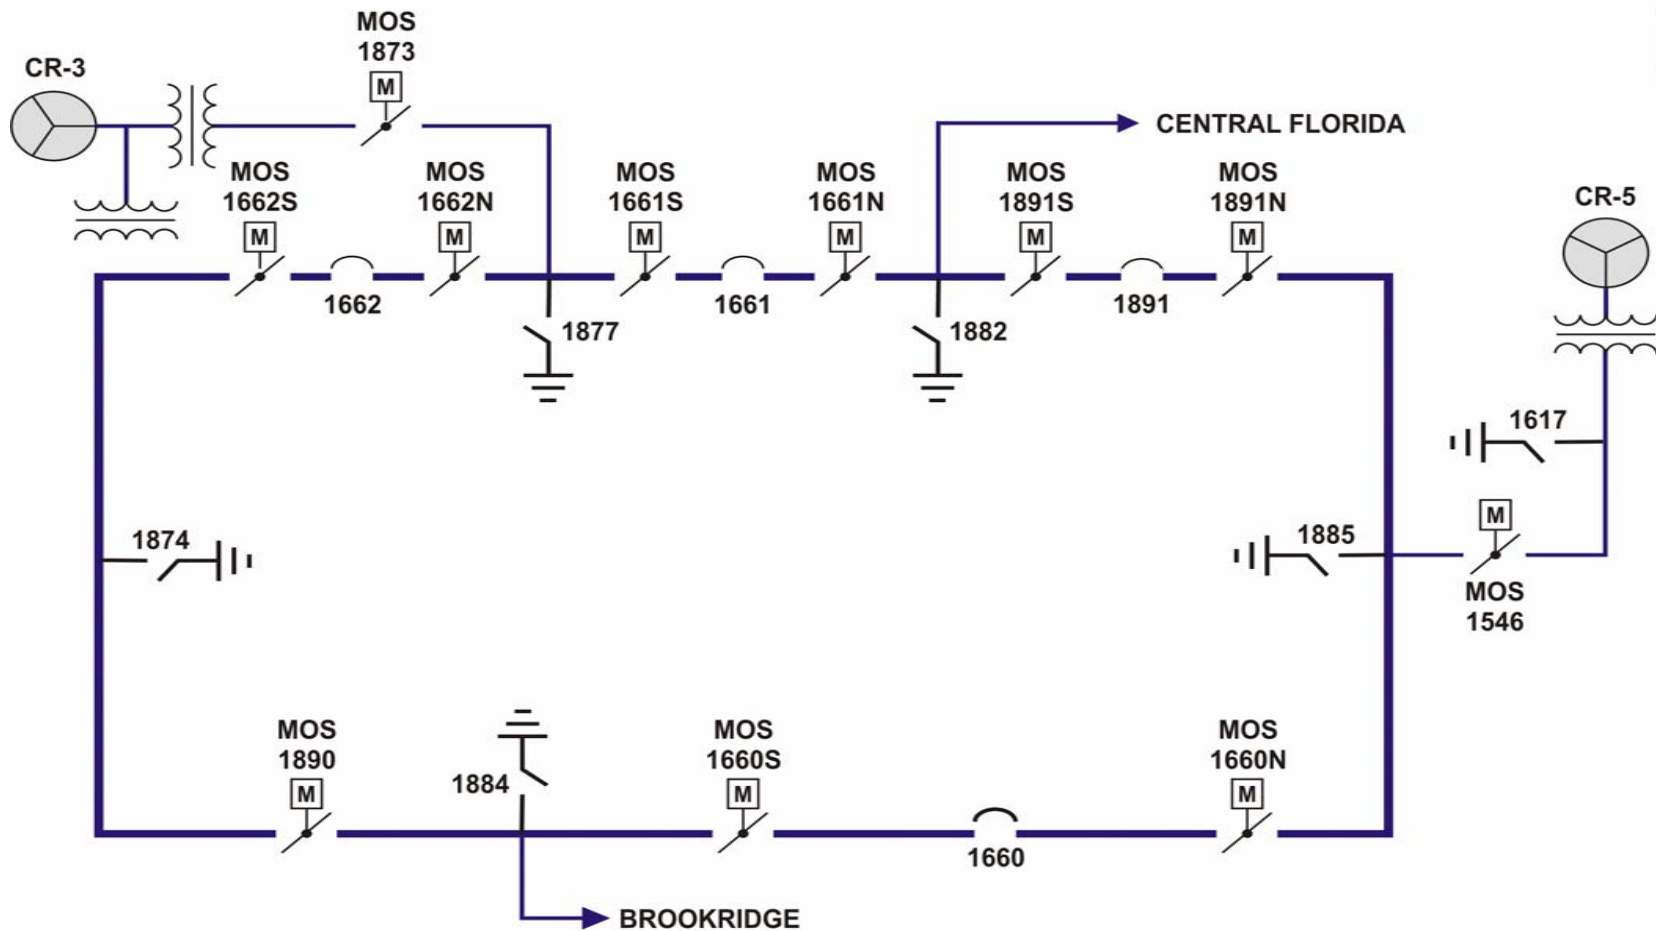 MOS
1873
CR-3
M
CENTRAL FLORIDA
MOS
1662S
MOS
1662N
MOS
1661S
MOS
1661N
MOS
1891S
MOS
1891N
CR-5
M
M
M
M
M
M
1662
1661
1891
1877
1882
1617
1874
1885
M
MOS
1546
MOS
1890
MOS
1660S
MOS
1660N
1884
M
M
M
1660
BROOKRIDGE